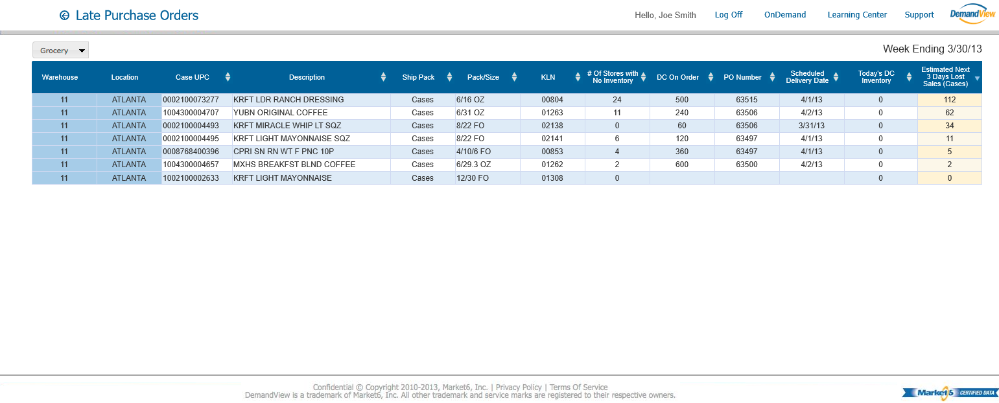 Late Purchase Orders Hello, Joe Smith Log Off OnDemand Learning Center Support DemandView
Grocery Week Ending 3/30/13
Warehouse Location Case UPC Description Ship Pack Pack/Size KLN # Of Stores with No Inventory DC On Order PO Number Scheduled Delivery Date Today's DC Inventory Estimated Next 3 Days Lost Sales (Cases)
11 ATLANTA 0002100073277 KRFT LDR RANCH DRESSING Cases 6/16 OZ 00804 24 500 63515 4/1/13 0 112
11 ATLANTA 1004300004707 YUBN ORIGINAL COFFEE Cases 6/31 OZ 01263 11 240 63506 4/2/13 0 62
11 ATLANTA 0002100004493 KRFT MIRACLE WHIP LT SQZ Cases 8/22 FO 02138 0 60 63506 3/31/13 0 34
11 ATLANTA 0002100004495 KRFT LIGHT MAYONNAISE SQZ Cases 8/22 FO 02141 6 120 63497 4/1/13 0 11
11 ATLANTA 0008768400396 CPRI SN RN WT F PNC 10P Cases 4/10/6 FO 00853 4 360 63497 4/1/13 0 5
11 ATLANTA 1004300004657 MXHS BREAKFST BLND COFFEE Cases 6/29.3 OZ 01262 2 600 63500 4/2/13 0 2
11 ATLANTA 1002100002633 KRFT LIGHT MAYONNAISE Cases 12/30 FO 01308 0 0 0
Confidential © Copyright 2010-2013, Market6, Inc. | Privacy Policy | Terms Of Service
DemandView is a trademark of Market6, Inc. All other trademark and service marks are registered to their respective owners.
Market6 CERTIFIED DATA